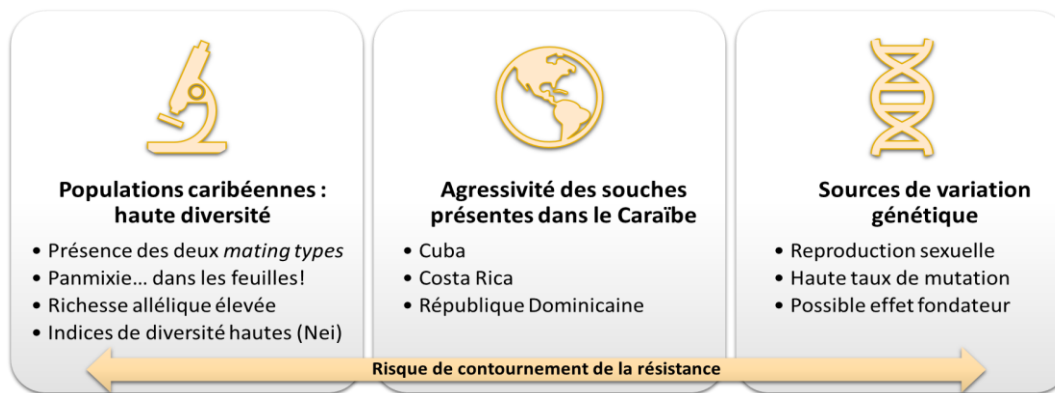 Populations caribéennes :
haute diversité
• Présence des deux mating types
• Panmixie... dans les feuilles!
• Richesse allélique élevée
• Indices de diversité hautes (Nei)
Agressivité des souches
présentes dans le Caraïbe
• Cuba
• Costa Rica
• République Dominicaine
Sources de variation
génétique
• Reproduction sexuelle
• Haute taux de mutation
• Possible effet fondateur
Risque de contournement de la résistance